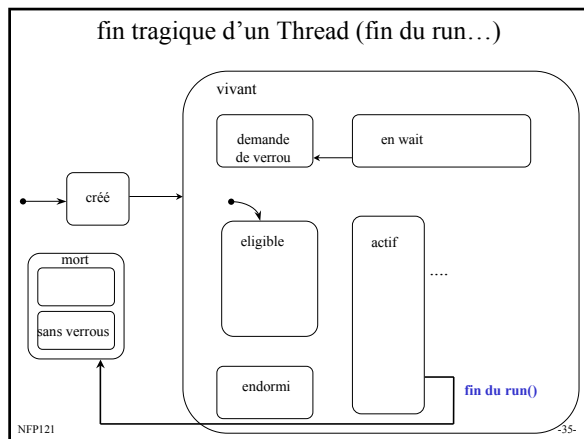 fin tragique d'un Thread (fin du run…)
vivant
demande
de verrou
en wait
créé
eligible
actif
mort
....
sans verrous
endormi
fin du run()
NFP121
-35-